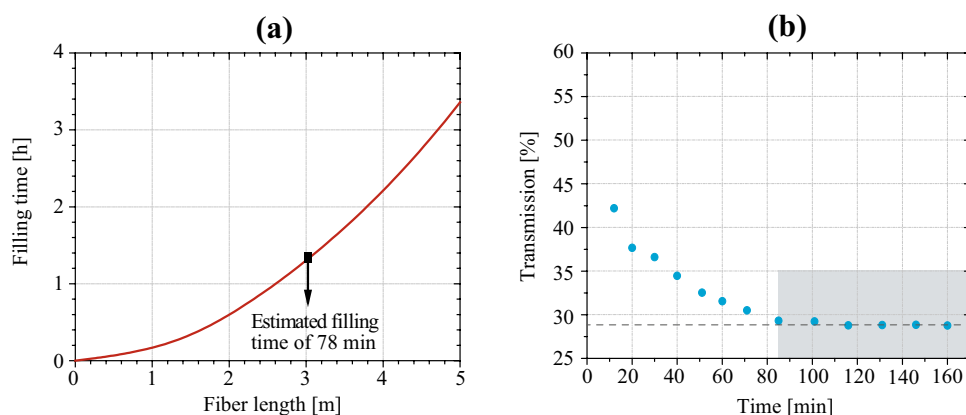 (a)
4
3
2
1
0
Filling time [h]
Estimated filling
time of 78 min
0 1 2 3 4 5
Fiber length [m]
(b)
60
55
50
45
40
35
30
25
Transmission [%]
0 20 40 60 80 100 120 140 160
Time [min]